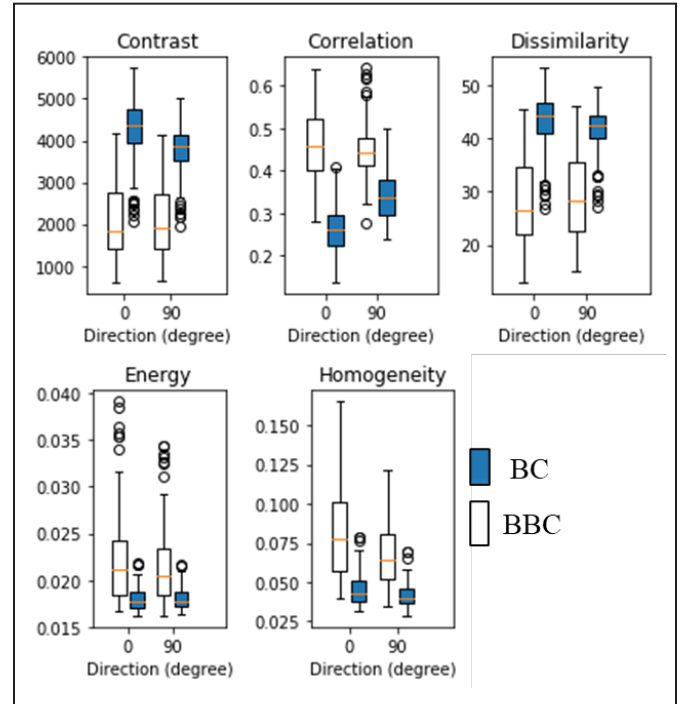 Contrast
6000
5000
4000
3000
2000
1000
0 90
Direction (degree)
Correlation
0.6
0.5
0.4
0.3
0.2
0 90
Direction (degree)
Dissimilarity
50
40
30
20
0 90
Direction (degree)
Energy
0.040
0.035
0.030
0.025
0.020
0.015
0 90
Direction (degree)
Homogeneity
0.150
0.125
0.100
0.075
0.050
0.025
0 90
Direction (degree)
BC
BBC